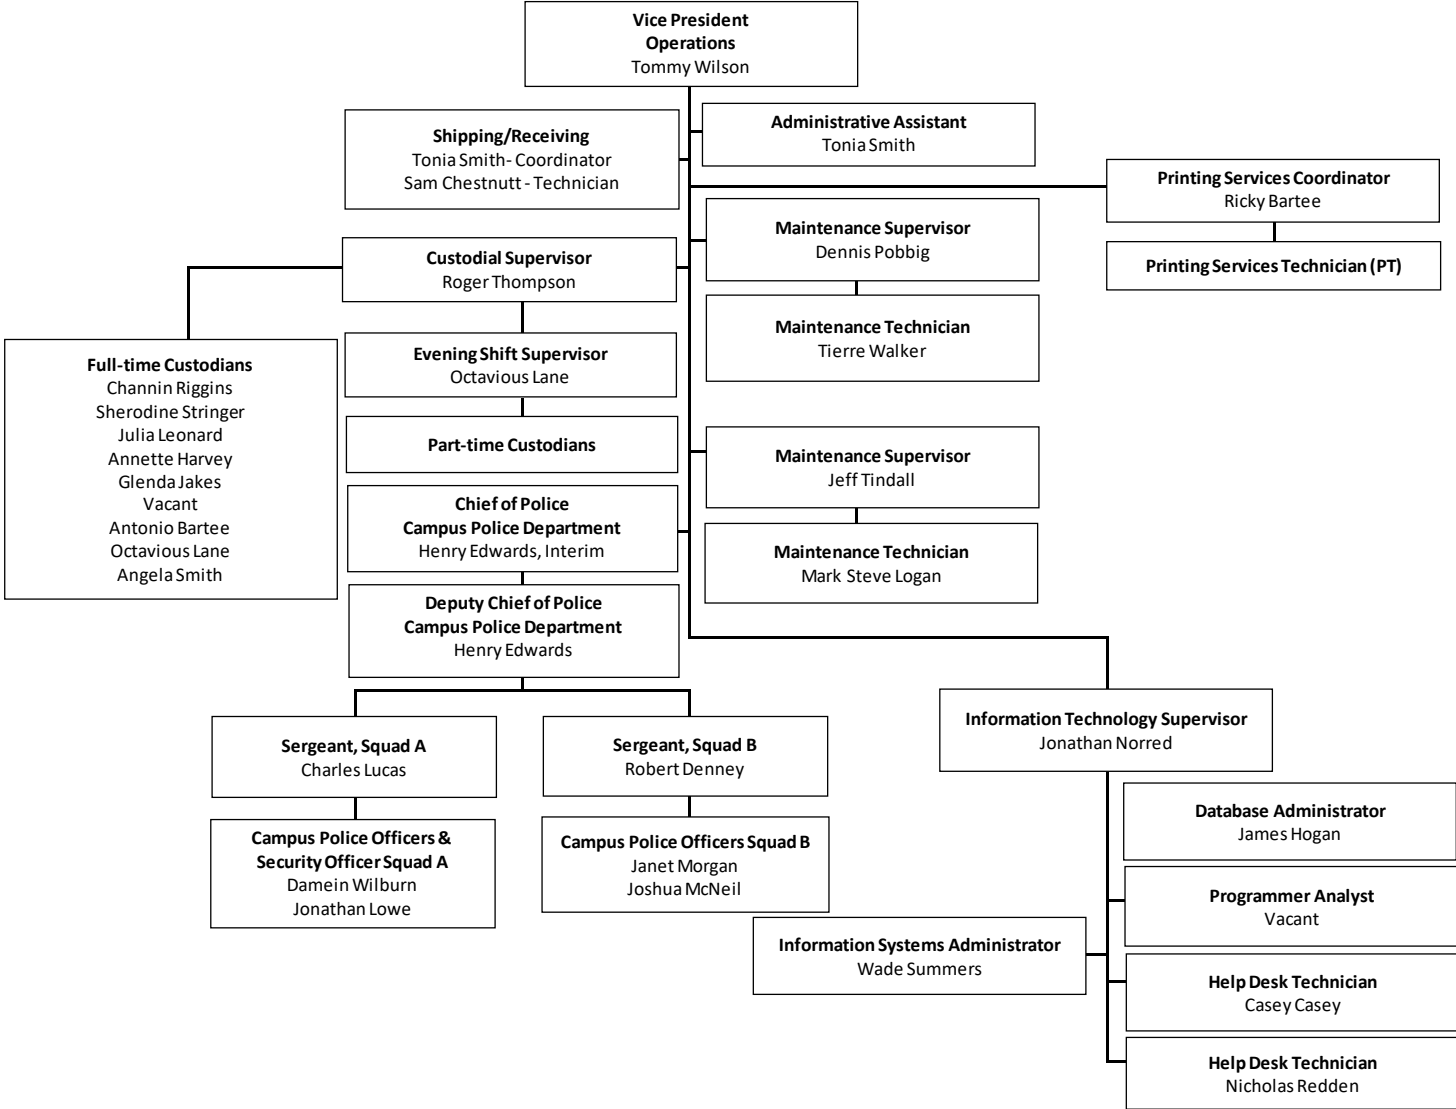 Vice President
Operations
Tommy Wilson
Shipping/Receiving
Tonia Smith- Coordinator
Sam Chestnutt - Technician
Administrative Assistant
Tonia Smith
Printing Services Coordinator
Ricky Bartee
Printing Services Technician (PT)
Maintenance Supervisor
Dennis Pobbig
Maintenance Technician
Tierre Walker
Custodial Supervisor
Roger Thompson
Full-time Custodians
Channin Riggins
Sherodine Stringer
Julia Leonard
Annette Harvey
Glenda Jakes
Vacant
Antonio Bartee
Octavious Lane
Angela Smith
Evening Shift Supervisor
Octavious Lane
Part-time Custodians
Maintenance Supervisor
Jeff Tindall
Maintenance Technician
Mark Steve Logan
Chief of Police
Campus Police Department
Henry Edwards, Interim
Deputy Chief of Police
Campus Police Department
Henry Edwards
Sergeant, Squad A
Charles Lucas
Sergeant, Squad B
Robert Denney
Campus Police Officers &
Security Officer Squad A
Damein Wilburn
Jonathan Lowe
Campus Police Officers Squad B
Janet Morgan
Joshua McNeil
Information Technology Supervisor
Jonathan Norred
Database Administrator
James Hogan
Programmer Analyst
Vacant
Information Systems Administrator
Wade Summers
Help Desk Technician
Casey Casey
Help Desk Technician
Nicholas Redden